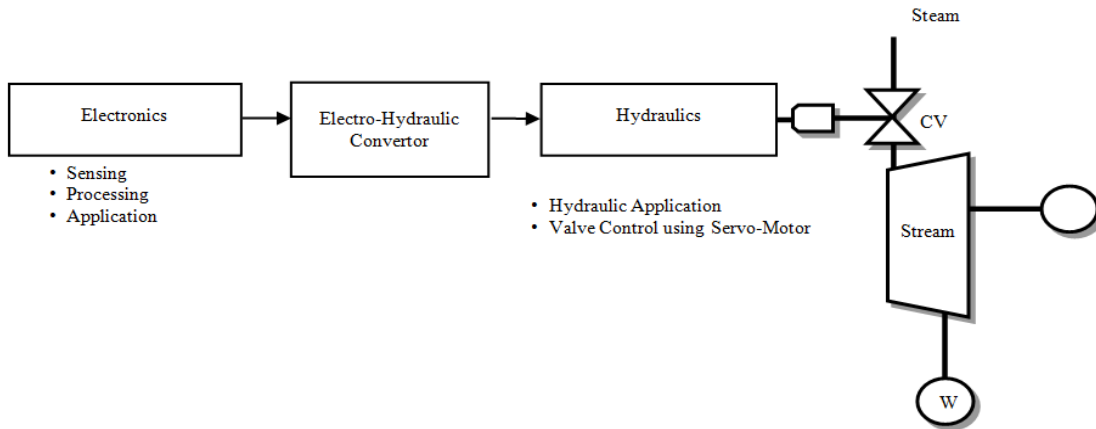 Steam
Electronics
Electro-Hydraulic
Convertor
Hydraulics
CV
• Sensing
• Processing
• Application
• Hydraulic Application
• Valve Control using Servo-Motor
Stream
W